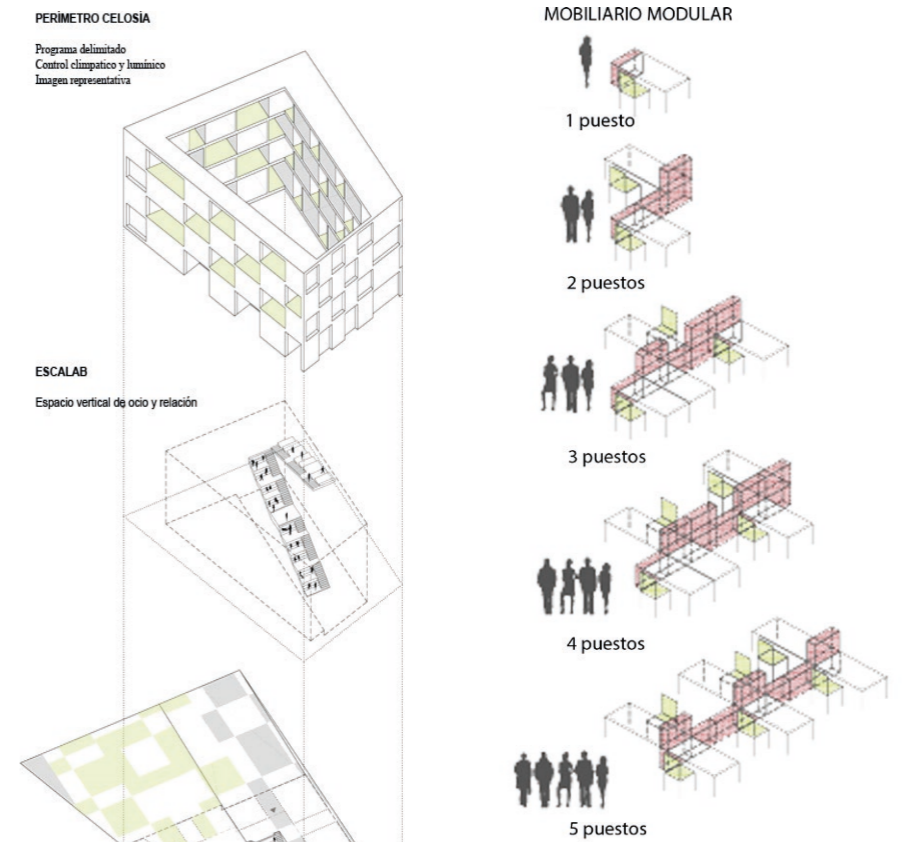 PERÍMETRO CELOSÍA
Programa delimitado
Control climpatico y lumínico
Imagen representativa
ESCALAB
Espacio vertical de ocio y relación
MOBILIARIO MODULAR
1 puesto
2 puestos
3 puestos
4 puestos
5 puestos